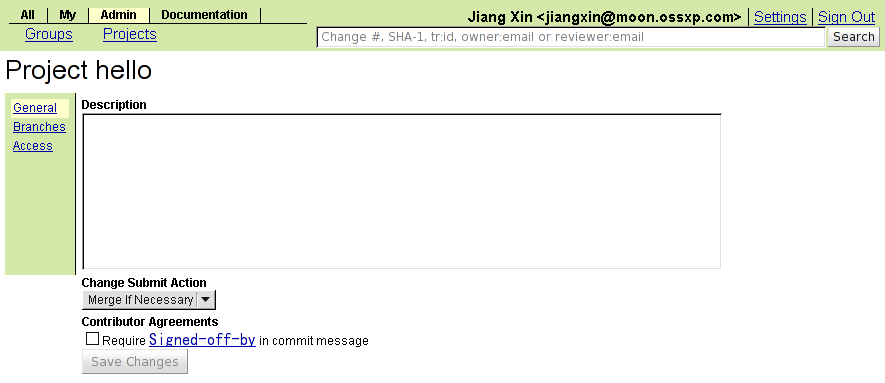 All My Admin Documentation Jiang Xin <jiangxin@moon.ossxp.com> Settings Sign Out
Groups Projects Change #, SHA-1, tr:id, owner:email or reviewer:email Search
Project hello
General
Branches
Access
Description
Change Submit Action
Merge If Necessary
Contributor Agreements
Require Signed-off-by in commit message
Save Changes